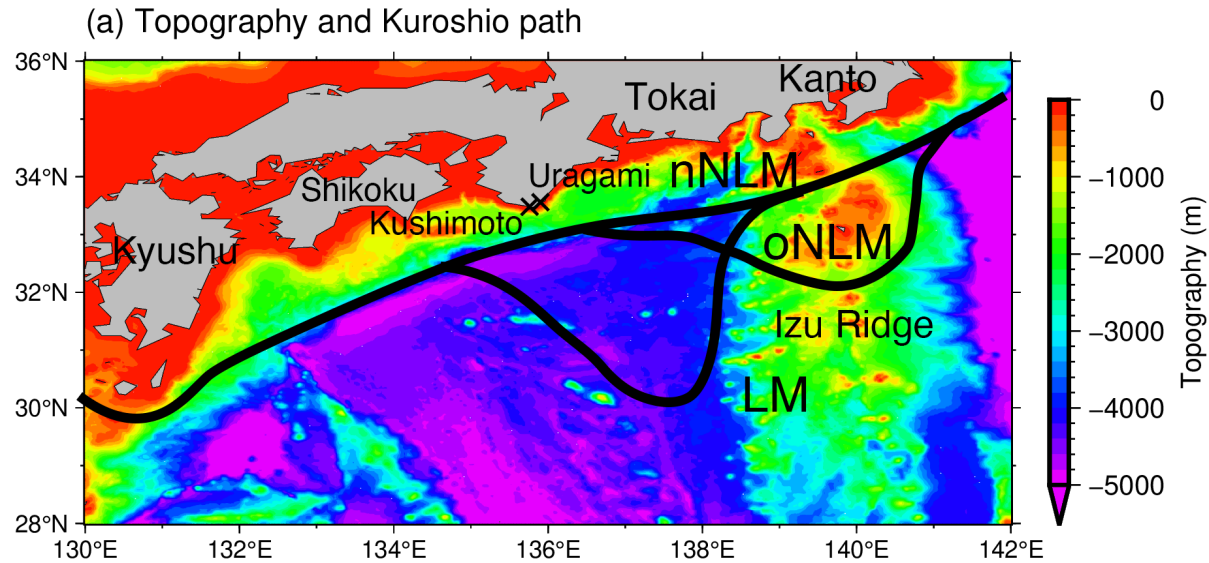 (a) Topography and Kuroshio path
36°N
34°N
32°N
30°N
28°N
130°E
132°E
134°E
136°E
138°E
140°E
142°E
Kanto
Tokai
Uragami
nNLM
Shikoku
Kushimoto
Kyushu
oNLM
Izu Ridge
LM
0
−1000
−2000
−3000
−4000
−5000
Topography (m)